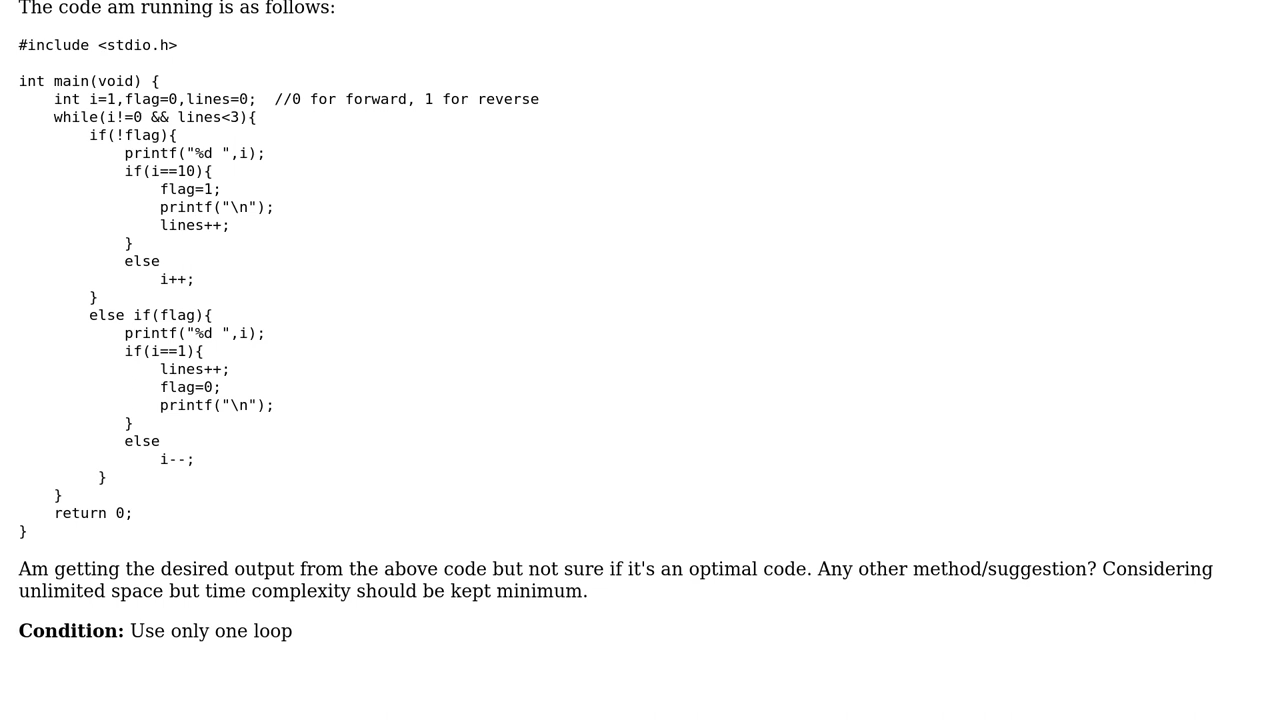 The code am running is as follows:
#include <stdio.h>
int main(void) {
    int i=1,flag=0,lines=0;  //0 for forward, 1 for reverse
    while(i!=0 && lines<3){
        if(!flag){
            printf("%d ",i);
            if(i==10){
                flag=1;
                printf("\n");
                lines++;
            }
            else
                i++;
        }
        else if(flag){
            printf("%d ",i);
            if(i==1){
                lines++;
                flag=0;
                printf("\n");
            }
            else
                i--;
         }
    }
    return 0;
}
Am getting the desired output from the above code but not sure if it's an optimal code. Any other method/suggestion? Considering
unlimited space but time complexity should be kept minimum.
Condition: Use only one loop